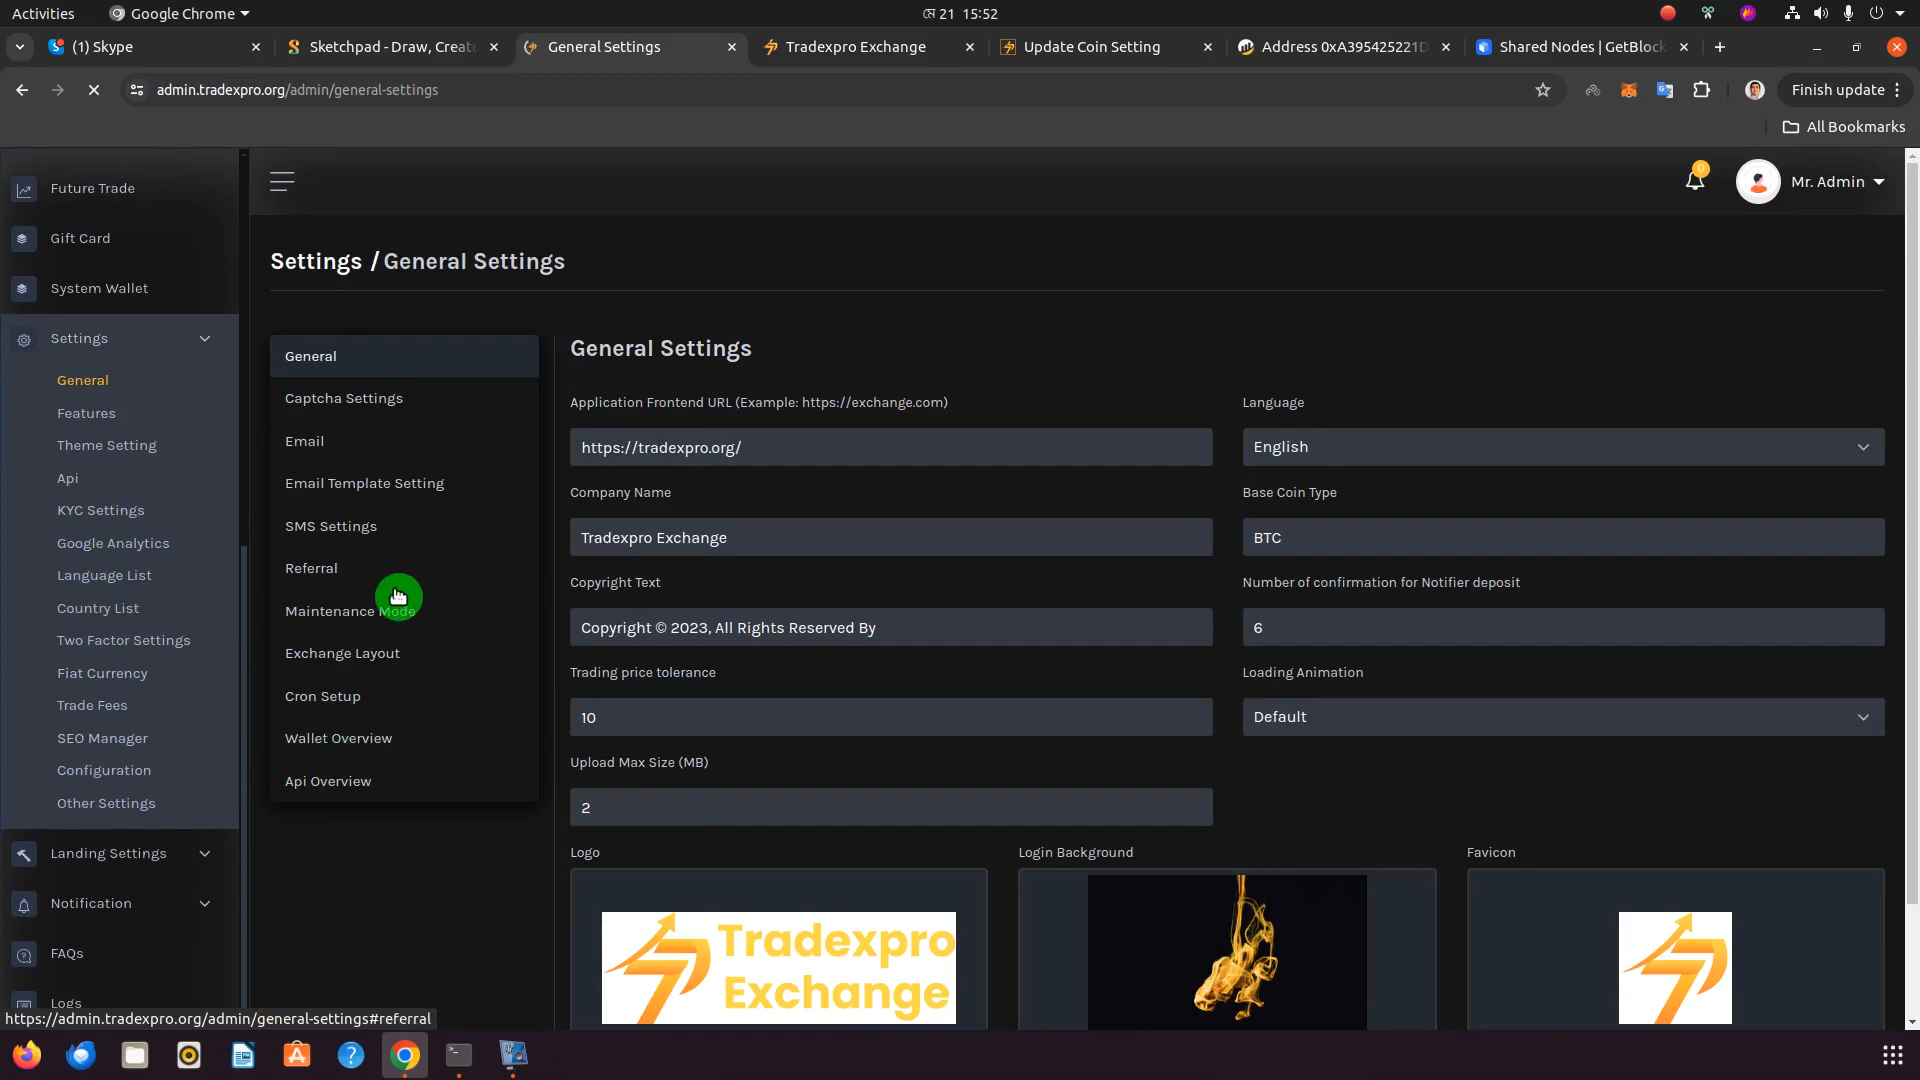 Activities
Google Chrome
মে 21 15:52
(1) Skype
Sketchpad - Draw, Create
General Settings
Tradexpro Exchange
Update Coin Setting
Address 0xA395425221D
Shared Nodes | GetBlock
admin.tradexpro.org/admin/general-settings
Finish update
All Bookmarks
Future Trade
Gift Card
System Wallet
Settings
General
Features
Theme Setting
Api
KYC Settings
Google Analytics
Language List
Country List
Two Factor Settings
Fiat Currency
Trade Fees
SEO Manager
Configuration
Other Settings
Landing Settings
Notification
FAQs
Logs
0
Mr. Admin
Settings / General Settings
General
Captcha Settings
Email
Email Template Setting
SMS Settings
Referral
Maintenance Mode
Exchange Layout
Cron Setup
Wallet Overview
Api Overview
General Settings
Application Frontend URL (Example: https://exchange.com)
https://tradexpro.org/
Language
English
Company Name
Tradexpro Exchange
Base Coin Type
BTC
Copyright Text
Copyright © 2023, All Rights Reserved By
Number of confirmation for Notifier deposit
6
Trading price tolerance
10
Loading Animation
Default
Upload Max Size (MB)
2
Logo
Login Background
Favicon
Tradexpro
Exchange
https://admin.tradexpro.org/admin/general-settings#referral